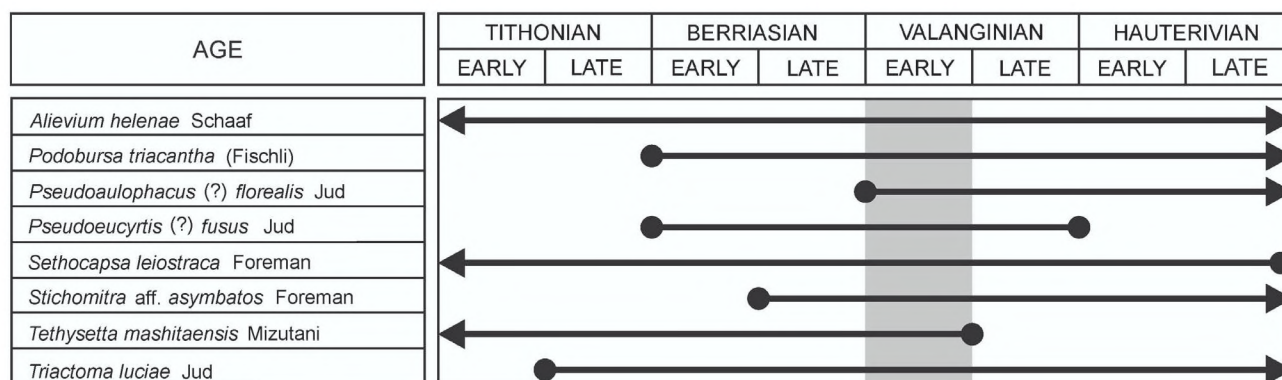 AGE
TITHONIAN BERRIASIAN VALANGINIAN HAUTERIVIAN
EARLY LATE EARLY LATE EARLY LATE EARLY LATE
Alievium helenae Schaaf
Podobursa triacantha (Fischli)
Pseudoaulophacus (?) florealis Jud
Pseudoeucyrtis (?) fusus Jud
Sethocapsa leiostraca Foreman
Stichomitra aff. asymbatos Foreman
Tethysetta mashitaensis Mizutani
Triactoma luciae Jud